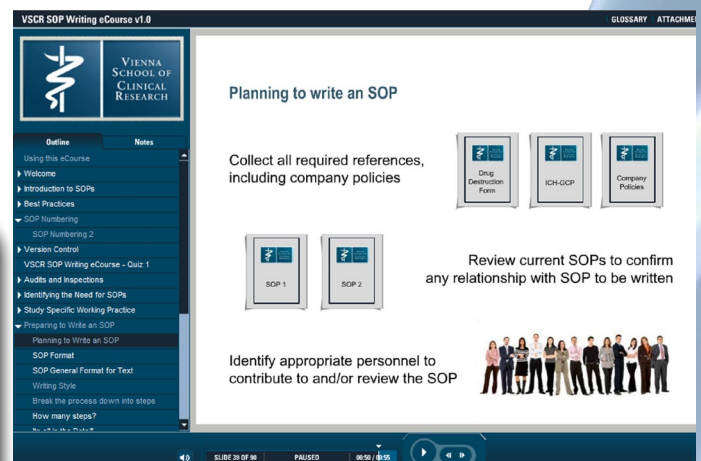 VSCR SOP Writing eCourse v1.0
GLOSSARY
ATTACHME
VIENNA
SCHOOL OF
CLINICAL
RESEARCH
Outline
Notes
Using this eCourse
Welcome
Introduction to SOPs
Best Practices
SOP Numbering
SOP Numbering 2
Version Control
VSCR SOP Writing eCourse - Quiz 1
Audits and Inspections
Identifying the Need for SOPs
Study Specific Working Practice
Preparing to Write an SOP
Planning to Write an SOP
SOP Format
SOP General Format for Text
Writing Style
Break the process down into steps
How many steps?
Planning to write an SOP
Collect all required references,
including company policies
Drug
Destruction
Form
ICH-GCP
Company
Policies
SOP 1
SOP 2
Review current SOPs to confirm
any relationship with SOP to be written
Identify appropriate personnel to
contribute to and/or review the SOP
SLIDE 39 OF 90
PAUSED
00:50 / 00:55